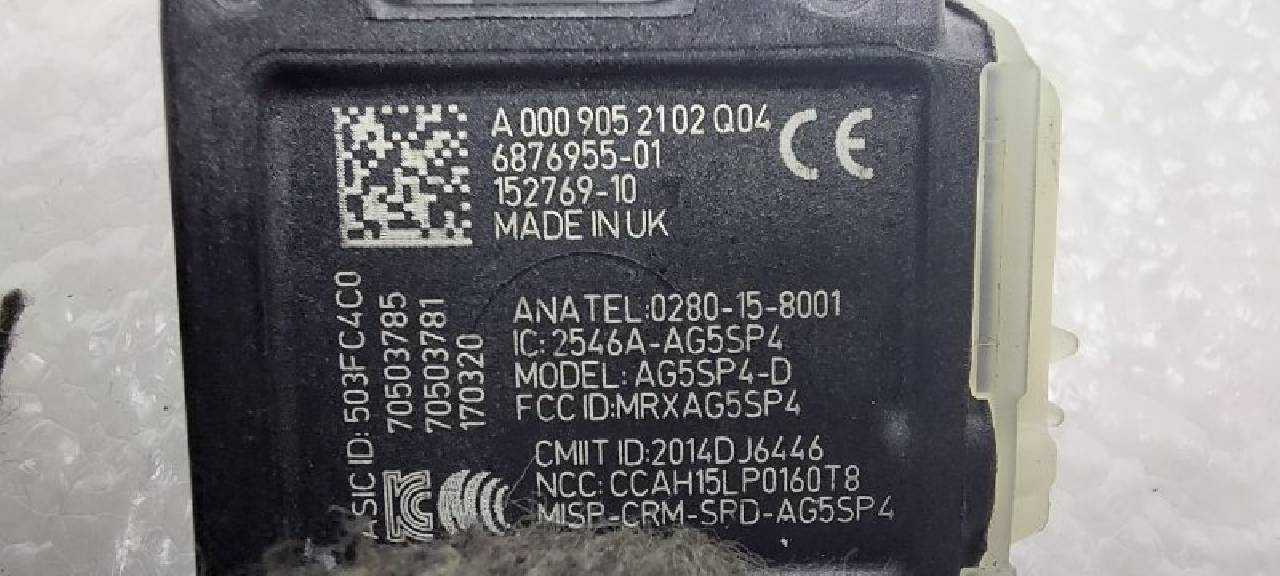 A 000 905 2102 Q04
6876955-01
152769-10
MADE IN UK
CE
ASIC ID: 503FC4C0
70503785
70503781
170320
ANATEL:0280-15-8001
IC: 2546A-AG5SP4
MODEL: AG5SP4-D
FCC ID:MRXAG5SP4
CMIIT ID:2014DJ6446
NCC: CCAH15LP0160T8
MISP-CRM-SRD-AG5SP4